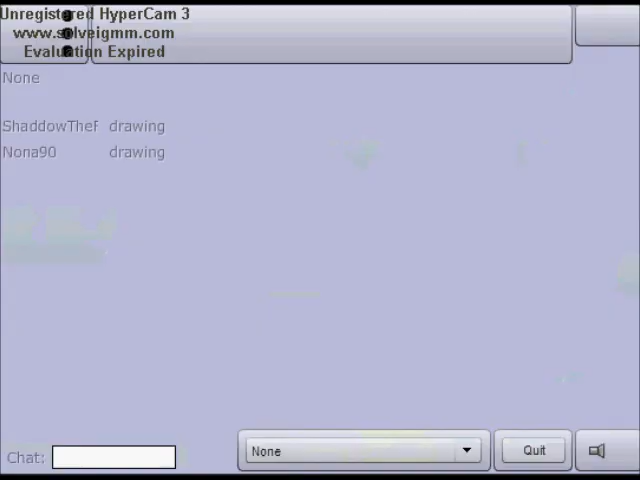 Unregistered HyperCam 3
www.solveigmm.com
Evaluation Expired
None
ShaddowThef drawing
Nona90 drawing
Chat:
None
Quit